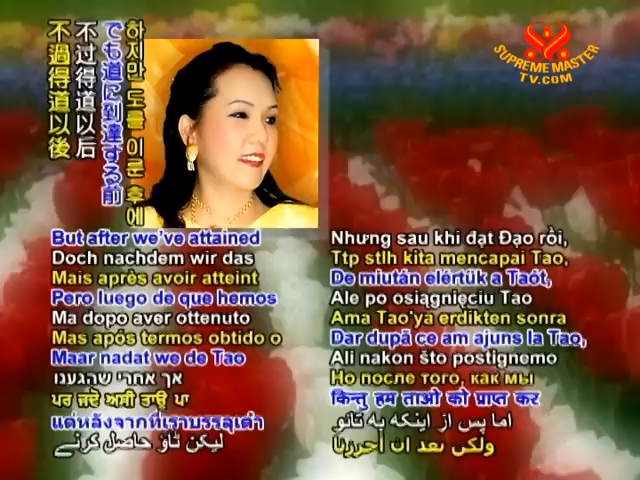 SUPREME MASTER
TV.COM
하지만 도를 이룬 후에
でも道に到達する前
不过得道以后
不過得道以後
But after we've attained
Doch nachdem wir das
Mais après avoir atteint
Pero luego de que hemos
Ma dopo aver ottenuto
Mas após termos obtido o
Maar nadat we de Tao
אך אחרי שהגענו
ਪਰ ਜਦੋਂ ਅਸੀਂ ਤਾਓ ਪਾ
แต่หลังจากที่เราบรรลุเต๋า
لیکن ٹاؤ حاصل کرنے
Nhưng sau khi đạt Đạo rồi,
Ttp stlh kita mencapai Tao,
De miután elértük a Taót,
Ale po osiągnięciu Tao
Ama Tao'ya erdikten sonra
Dar după ce am ajuns la Tao,
Ali nakon što postignemo
Но после того, как мы
किन्तु हम ताओ को प्राप्त कर
اما پس از اینکه به تائو
ولكن بعد ان أحرزنا